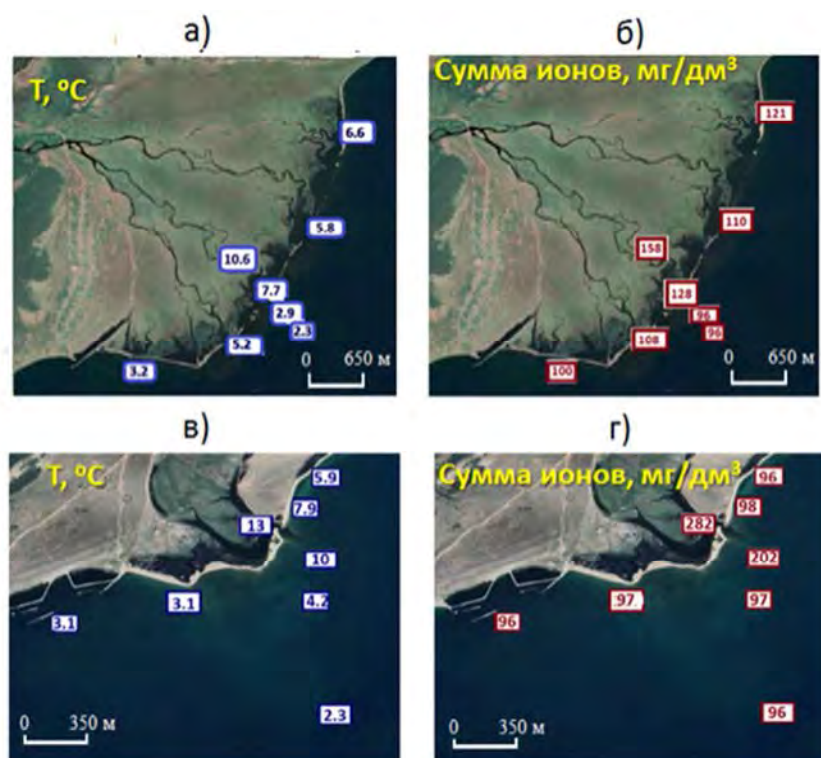 а)
б)
T, °C
Сумма ионов, мг/дм³
6.6
121
5.8
110
10.6
158
7.7
128
2.9
96
2.3
96
5.2
108
0 650 м
0 650 м
3.2
100
в)
г)
T, °C
Сумма ионов, мг/дм³
5.9
96
7.9
98
13
282
10
202
4.2
97
3.1
97
3.1
96
2.3
96
0 350 м
0 350 м